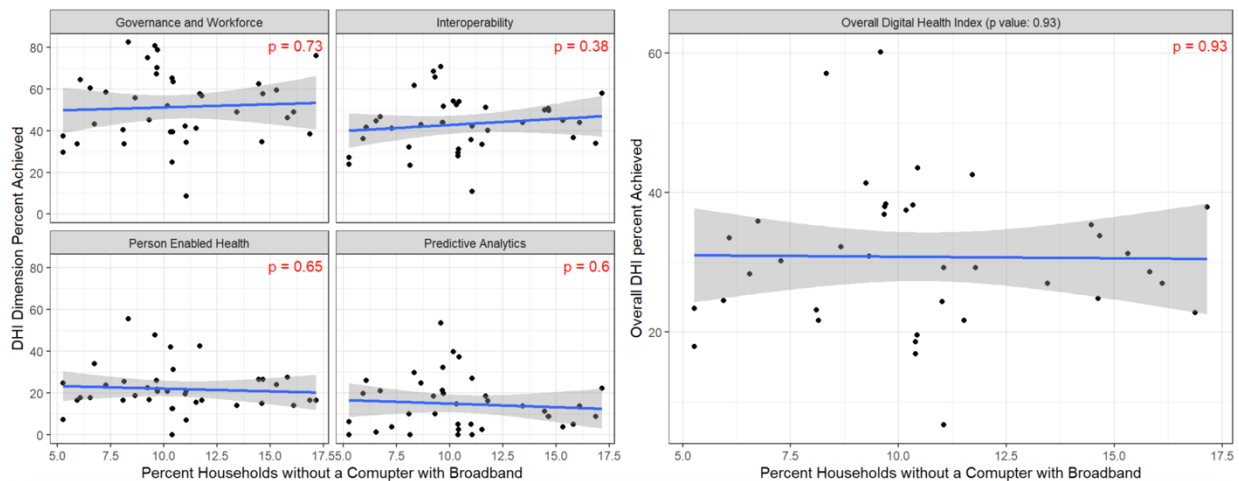 Governance and Workforce
p = 0.73
Interoperability
p = 0.38
Person Enabled Health
p = 0.65
Predictive Analytics
p = 0.6
DHI Dimension Percent Achieved
80
60
40
20
0
80
60
40
20
0
5.0 7.5 10.0 12.5 15.0 17.5
5.0 7.5 10.0 12.5 15.0 17.5
Percent Households without a Comupter with Broadband
Overall Digital Health Index (p value: 0.93)
p = 0.93
Overall DHI percent Achieved
60
40
20
5.0 7.5 10.0 12.5 15.0 17.5
Percent Households without a Comupter with Broadband